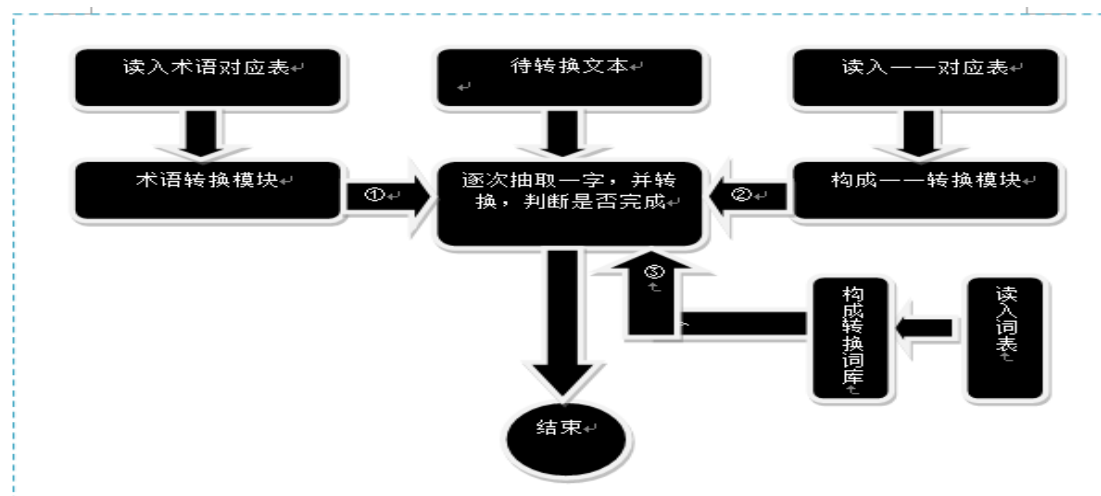 读入术语对应表
待转换文本
读入一一对应表
术语转换模块
①
逐次抽取一字，并转
换，判断是否完成
②
构成一一转换模块
③
构成转换词库
读入词表
结束